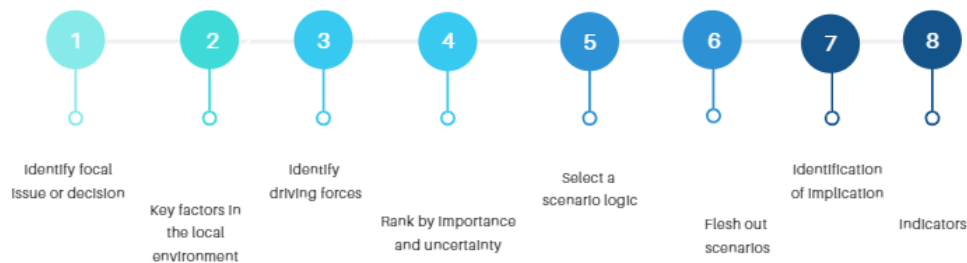 1
2
3
4
5
6
7
8
Identify focal
issue or decision
Key factors in
the local
environment
Identify
driving forces
Rank by importance
and uncertainty
Select a
scenario logic
Flesh out
scenarios
Identification
of implication
Indicators